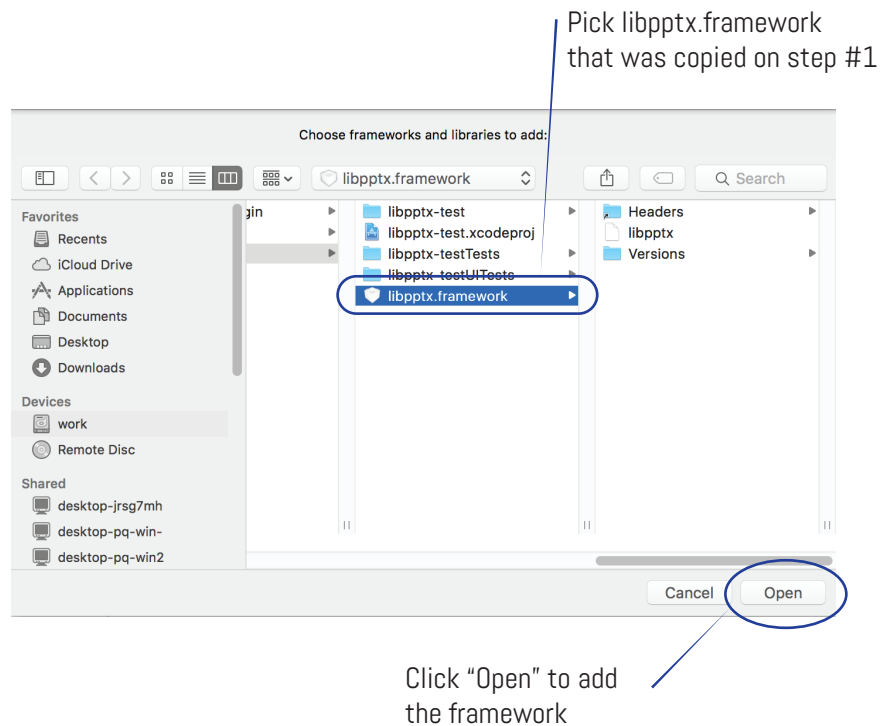 Pick libpptx.framework
that was copied on step #1
Choose frameworks and libraries to add:
libpptx.framework
Search
Favorites
Recents
iCloud Drive
Applications
Documents
Desktop
Downloads
Devices
work
Remote Disc
Shared
desktop-jrsg7mh
desktop-pq-win-
desktop-pq-win2
gin
libpptx-test
libpptx-test.xcodeproj
libpptx-testTests
libpptx-testUITests
libpptx.framework
Headers
libpptx
Versions
Cancel
Open
Click “Open” to add
the framework